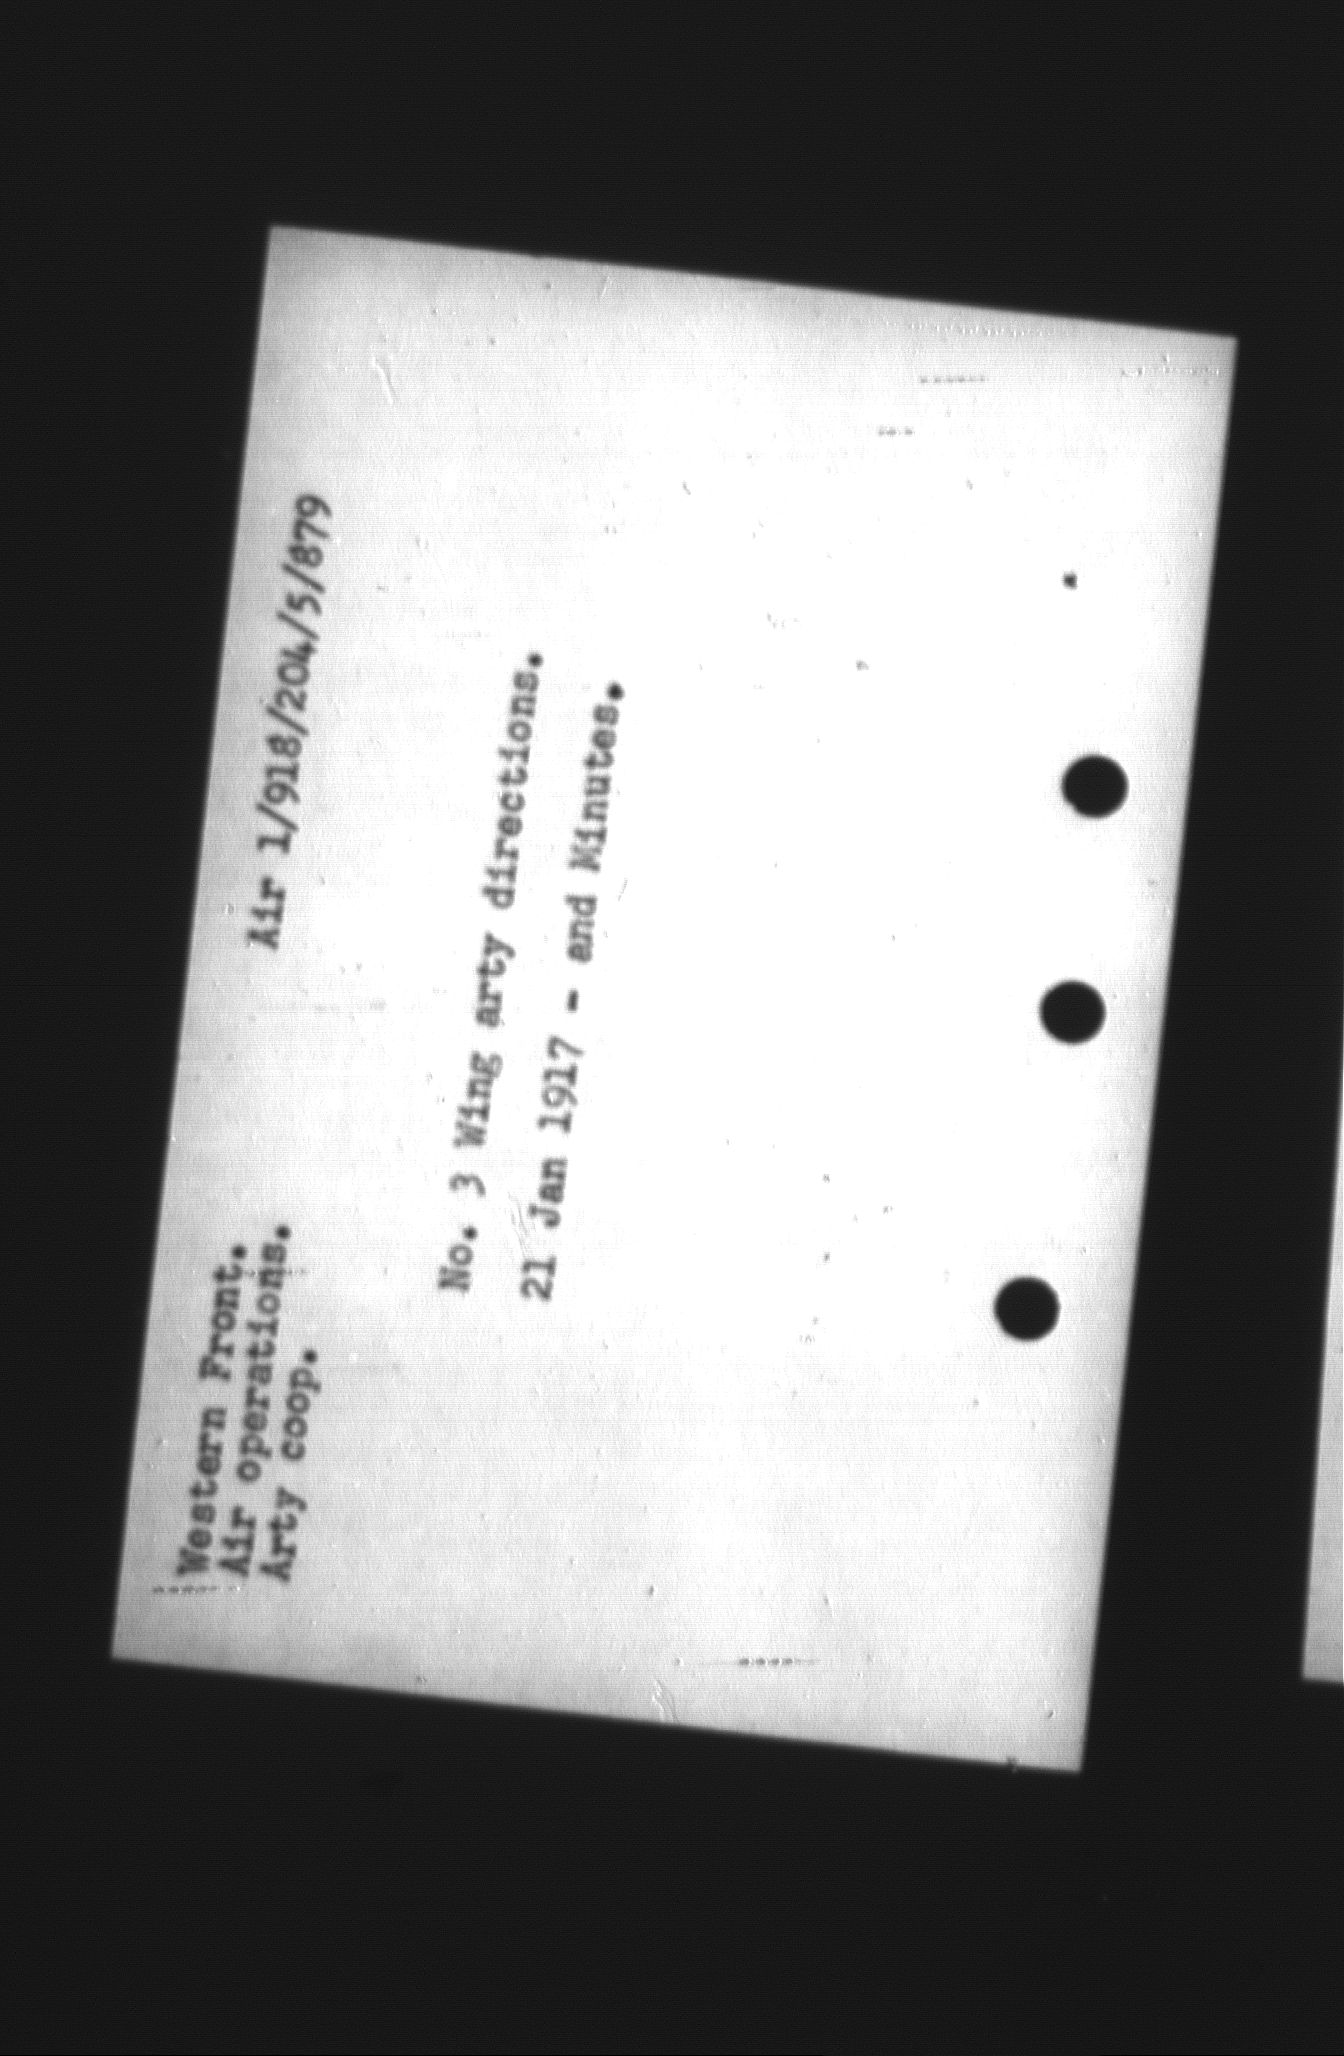 Western Front. Air 1/918/204/5/879
Air operations.
Arty coop.
No. 3 Wing arty directions.
21 Jan 1917 - and Minutes.